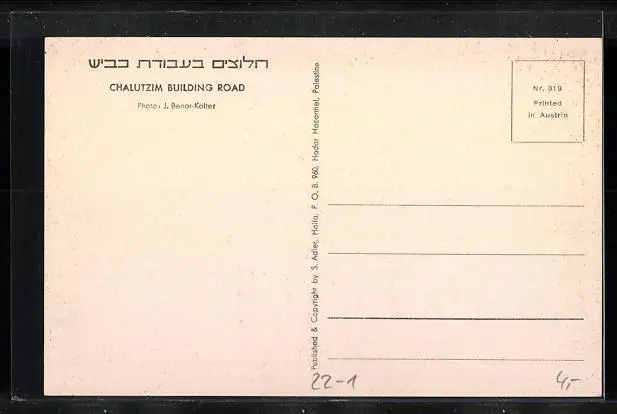 חלוצים בעבודת כביש
CHALUTZIM BUILDING ROAD
Photo: J. Benor-Kalter
Published & Copyright by S. Adler, Haifa, P. O. B. 960, Hadar Hacarmel, Palestine
Nr. 313
Printed
in Austria
22-1
4,-